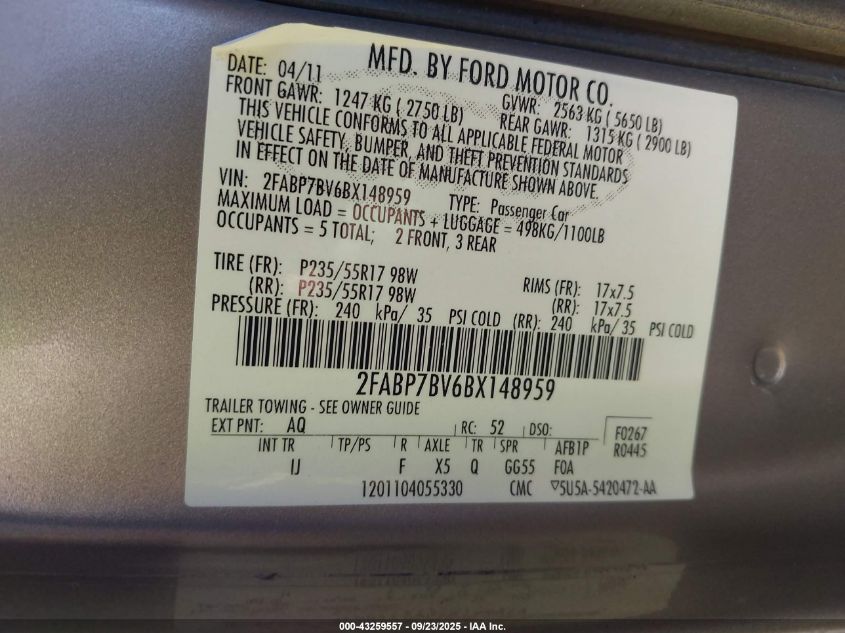 MFD. BY FORD MOTOR CO.
DATE: 04/11 GVWR: 2563 KG ( 5650 LB)
FRONT GAWR: 1247 KG ( 2750 LB) REAR GAWR: 1315 KG ( 2900 LB)
THIS VEHICLE CONFORMS TO ALL APPLICABLE FEDERAL MOTOR
VEHICLE SAFETY, BUMPER, AND THEFT PREVENTION STANDARDS
IN EFFECT ON THE DATE OF MANUFACTURE SHOWN ABOVE.
VIN: 2FABP7BV6BX148959 TYPE: Passenger Car
MAXIMUM LOAD = OCCUPANTS + LUGGAGE = 498KG/1100LB
OCCUPANTS = 5 TOTAL; 2 FRONT, 3 REAR
TIRE (FR): P235/55R17 98W RIMS (FR): 17x7.5
(RR): P235/55R17 98W (RR): 17x7.5
PRESSURE (FR): 240 kPa/ 35 PSI COLD (RR): 240 kPa/ 35 PSI COLD
2FABP7BV6BX148959
TRAILER TOWING - SEE OWNER GUIDE
EXT PNT: AQ RC: 52 DSO: F0267
INT TR TP/PS R AXLE TR SPR AFB1P R0445
IJ F X5 Q GG55 FOA
1201104055330 CMC ▽5U5A-5420472-AA
000-43259557 - 09/23/2025 - IAA Inc.